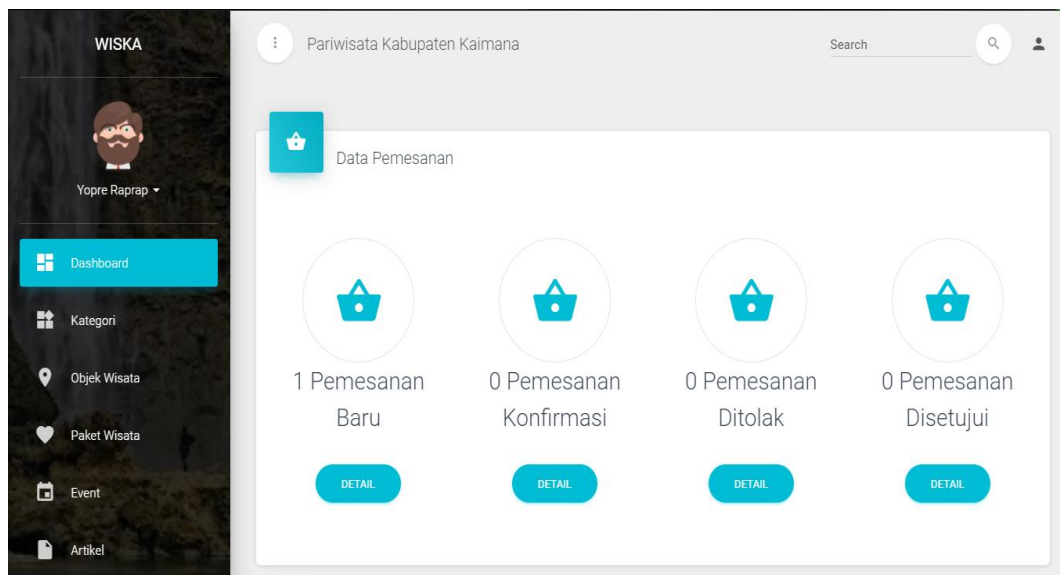 WISKA
Yopre Raprap
Dashboard
Kategori
Objek Wisata
Paket Wisata
Event
Artikel
Pariwisata Kabupaten Kaimana
Search
Data Pemesanan
1 Pemesanan
Baru
DETAIL
0 Pemesanan
Konfirmasi
DETAIL
0 Pemesanan
Ditolak
DETAIL
0 Pemesanan
Disetujui
DETAIL